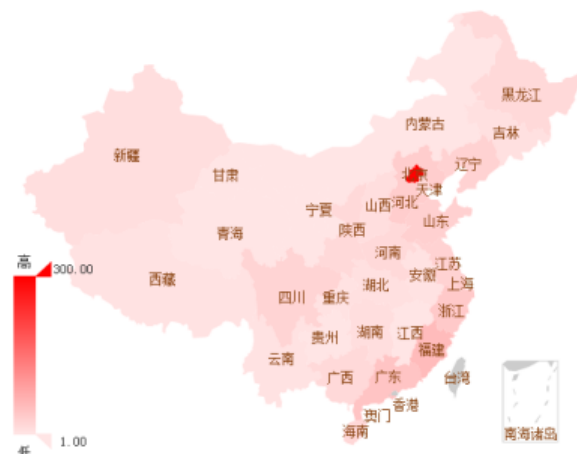 黑龙江
内蒙古
吉林
新疆
辽宁
北京
甘肃
天津
河北
山西
宁夏
山东
陕西
青海
河南
高
300.00
江苏
安徽
西藏
上海
湖北
四川
重庆
浙江
湖南
江西
贵州
福建
云南
广西
广东
台湾
香港
澳门
海南
南海诸岛
1.00
低